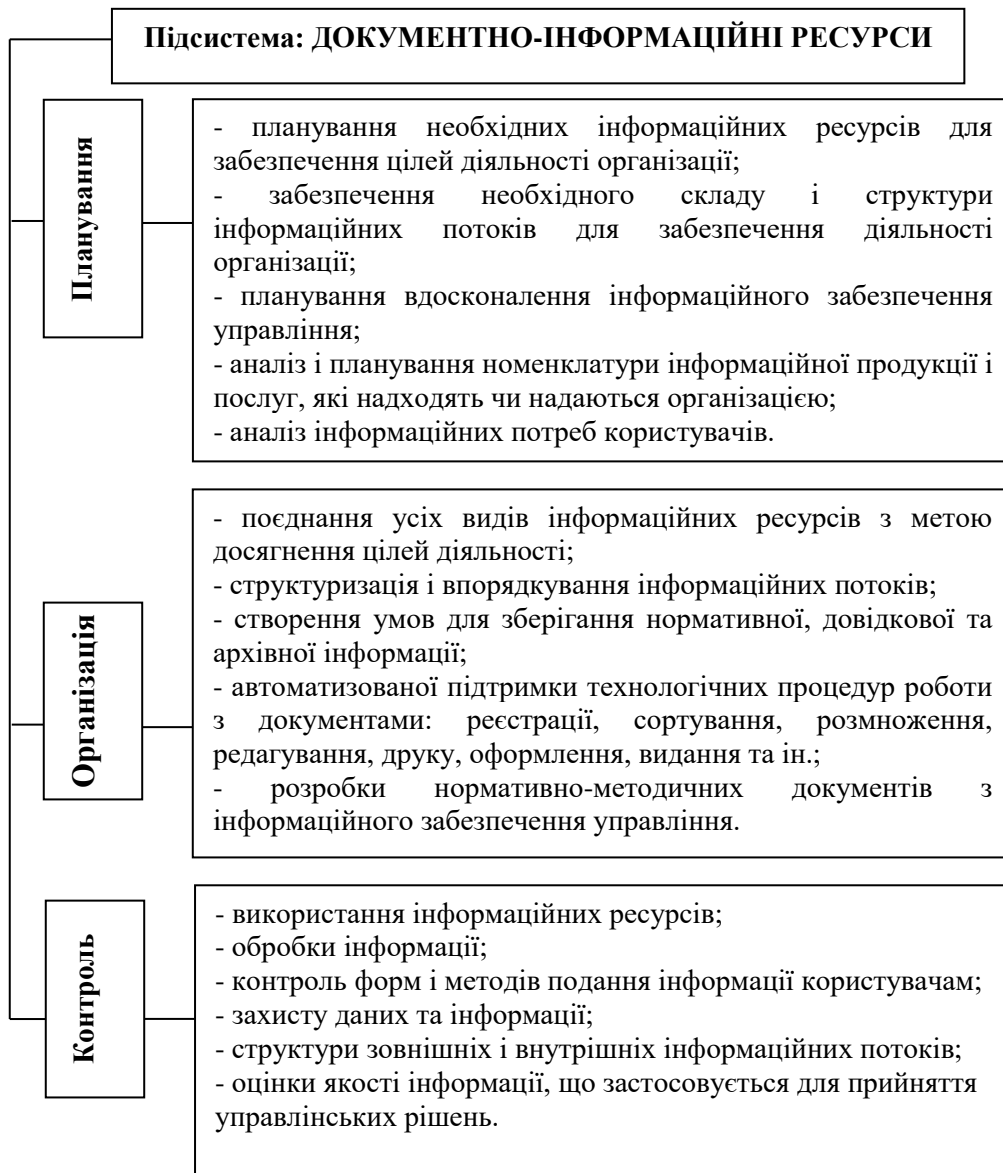 Підсистема: ДОКУМЕНТНО-ІНФОРМАЦІЙНІ РЕСУРСИ
Планування
- планування необхідних інформаційних ресурсів для
забезпечення цілей діяльності організації;
- забезпечення необхідного складу і структури
інформаційних потоків для забезпечення діяльності
організації;
- планування вдосконалення інформаційного забезпечення
управління;
- аналіз і планування номенклатури інформаційної продукції і
послуг, які надходять чи надаються організацією;
- аналіз інформаційних потреб користувачів.
Організація
- поєднання усіх видів інформаційних ресурсів з метою
досягнення цілей діяльності;
- структуризація і впорядкування інформаційних потоків;
- створення умов для зберігання нормативної, довідкової та
архівної інформації;
- автоматизованої підтримки технологічних процедур роботи
з документами: реєстрації, сортування, розмноження,
редагування, друку, оформлення, видання та ін.;
- розробки нормативно-методичних документів з
інформаційного забезпечення управління.
Контроль
- використання інформаційних ресурсів;
- обробки інформації;
- контроль форм і методів подання інформації користувачам;
- захисту даних та інформації;
- структури зовнішніх і внутрішніх інформаційних потоків;
- оцінки якості інформації, що застосовується для прийняття
управлінських рішень.